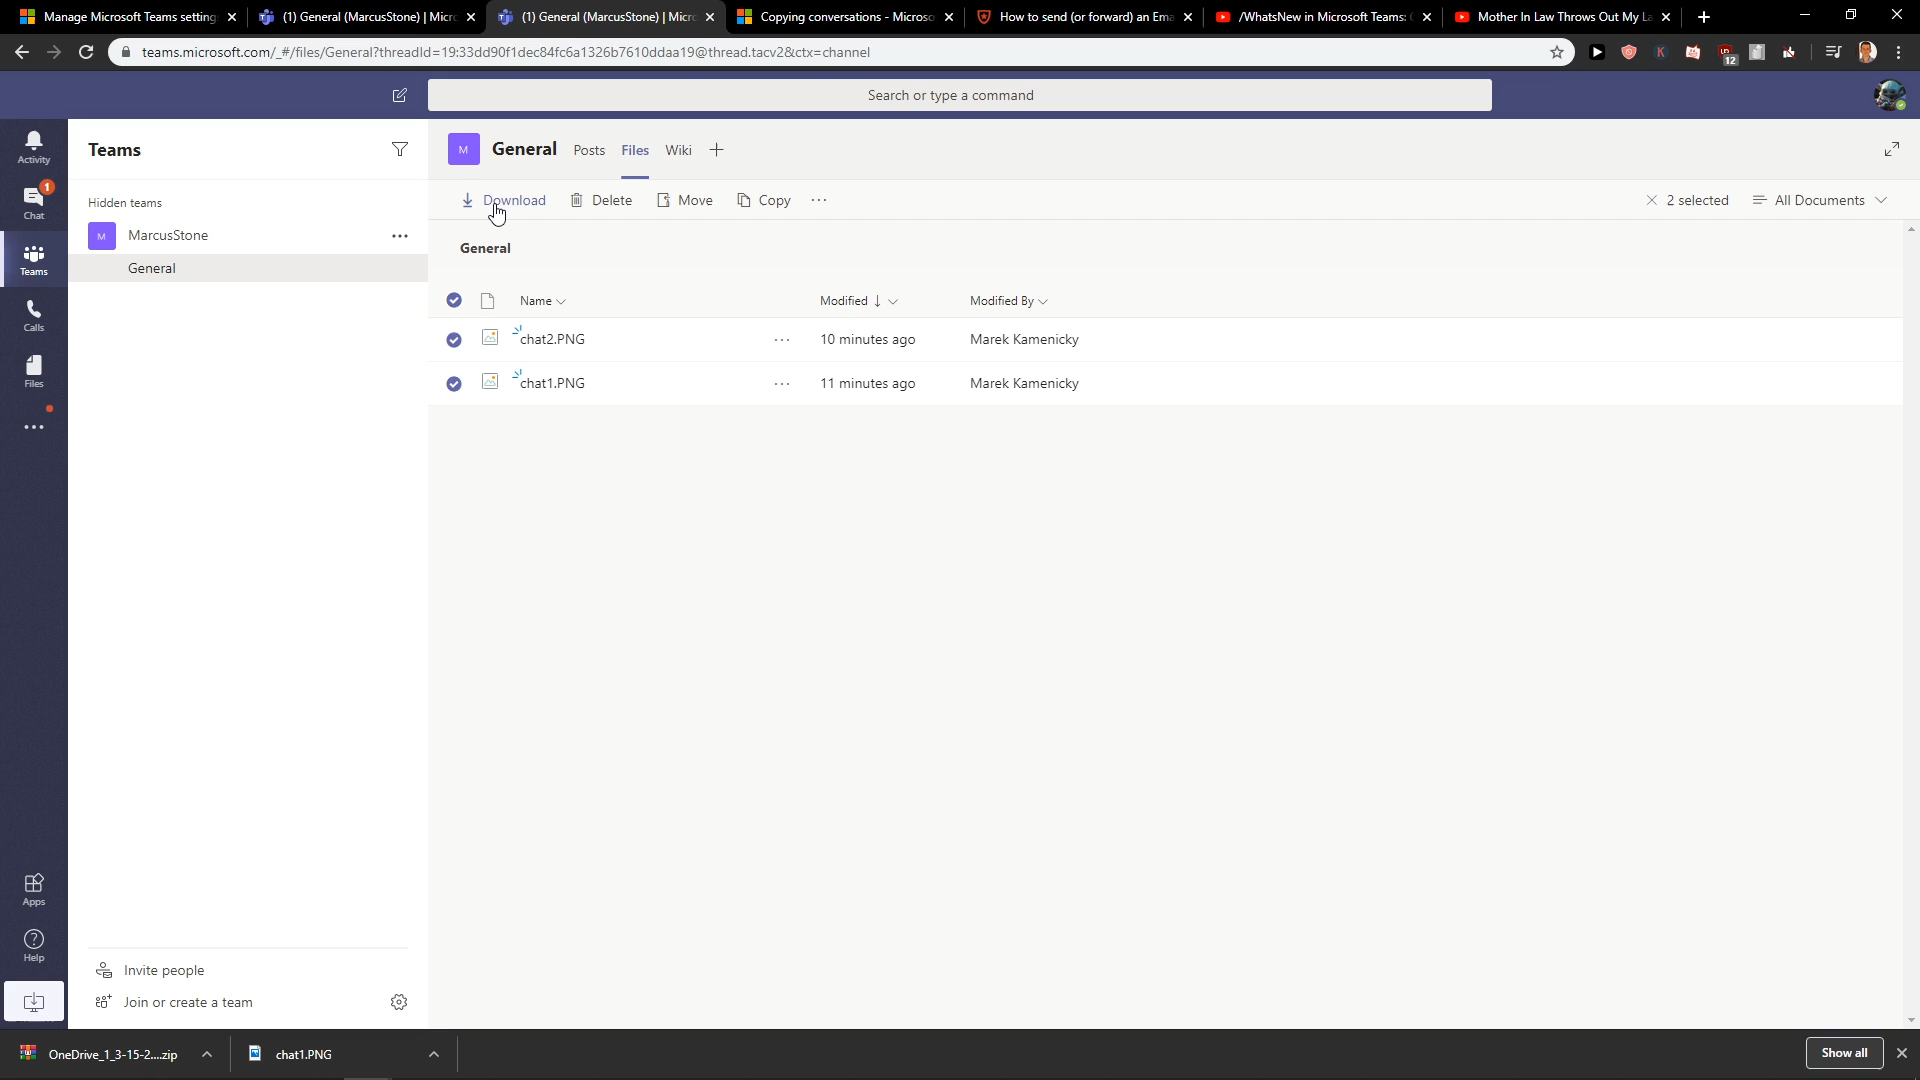 Manage Microsoft Teams setting
(1) General (MarcusStone) | Micro
(1) General (MarcusStone) | Micro
Copying conversations - Microso
How to send (or forward) an Ema
/WhatsNew in Microsoft Teams:
Mother In Law Throws Out My La
teams.microsoft.com/_#/files/General?threadId=19:33dd90f1dec84fc6a1326b7610ddaa19@thread.tacv2&ctx=channel
12
Search or type a command
Activity
1
Chat
Teams
Calls
Files
Apps
Help
Teams
Hidden teams
M MarcusStone
General
Invite people
Join or create a team
M General Posts Files Wiki
Download Delete Move Copy
2 selected All Documents
General
Name Modified Modified By
chat2.PNG 10 minutes ago Marek Kamenicky
chat1.PNG 11 minutes ago Marek Kamenicky
OneDrive_1_3-15-2....zip
chat1.PNG
Show all